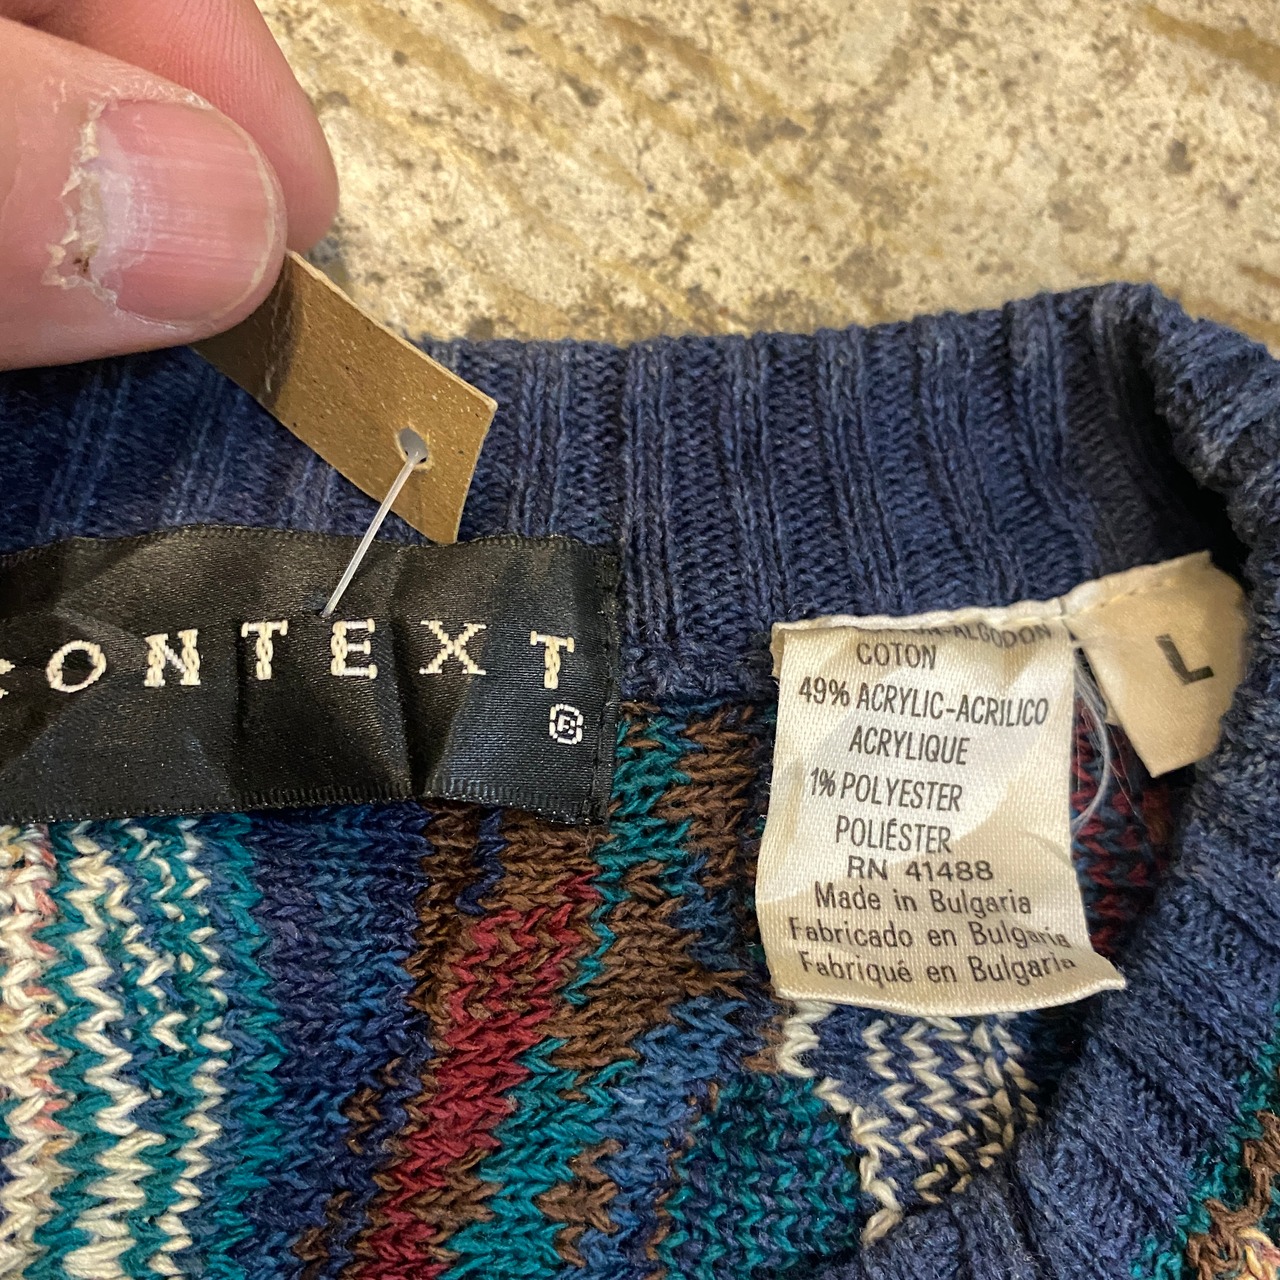 CONTEXT
®
COTON
49% ACRYLIC-ACRILICO
ACRYLIQUE
1% POLYESTER
POLIÉSTER
RN 41488
Made in Bulgaria
Fabricado en Bulgaria
Fabriqué en Bulgaria
L